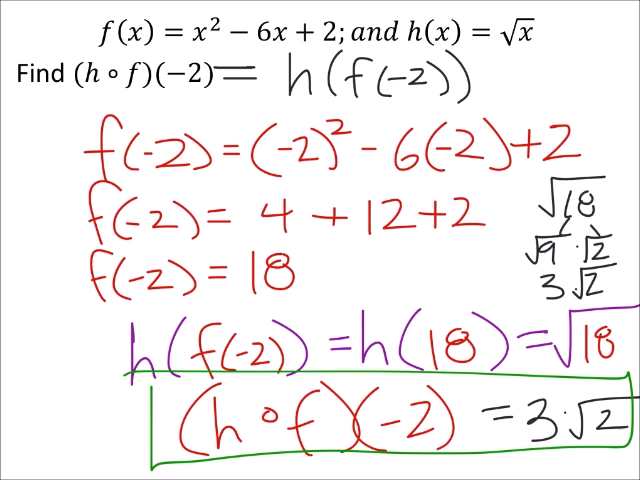 f(x) = x² − 6x + 2; and h(x) = √x
Find (h ∘ f)(−2) = h(f(-2))
f(-2) = (-2)² - 6(-2) + 2
f(-2) = 4 + 12 + 2
√18
√9 · √2
f(-2) = 18
3·√2
h(f(-2)) = h(18) = √18
(h ∘ f)(-2) = 3·√2